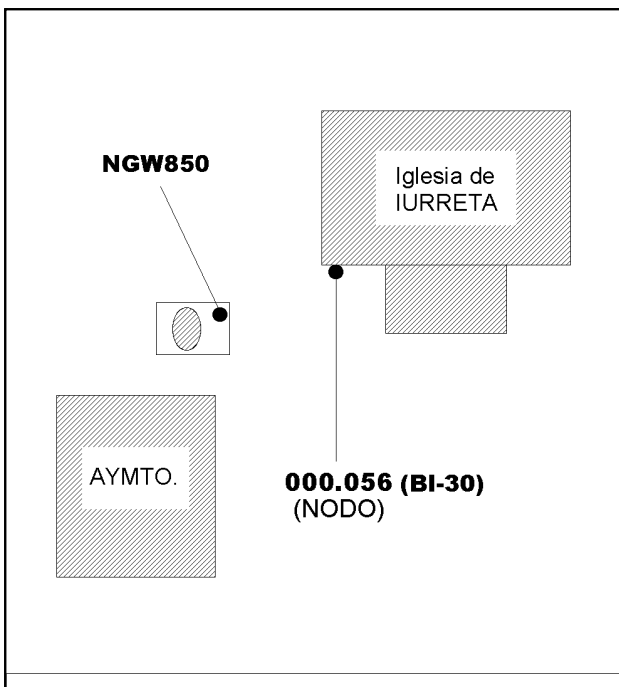 NGW850
Iglesia de
IURRETA
AYMTO.
000.056 (BI-30)
(NODO)